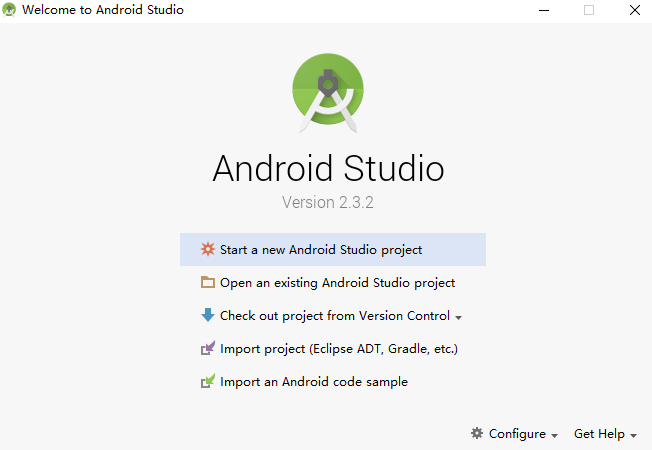 Welcome to Android Studio
Android Studio
Version 2.3.2
Start a new Android Studio project
Open an existing Android Studio project
Check out project from Version Control
Import project (Eclipse ADT, Gradle, etc.)
Import an Android code sample
Configure Get Help